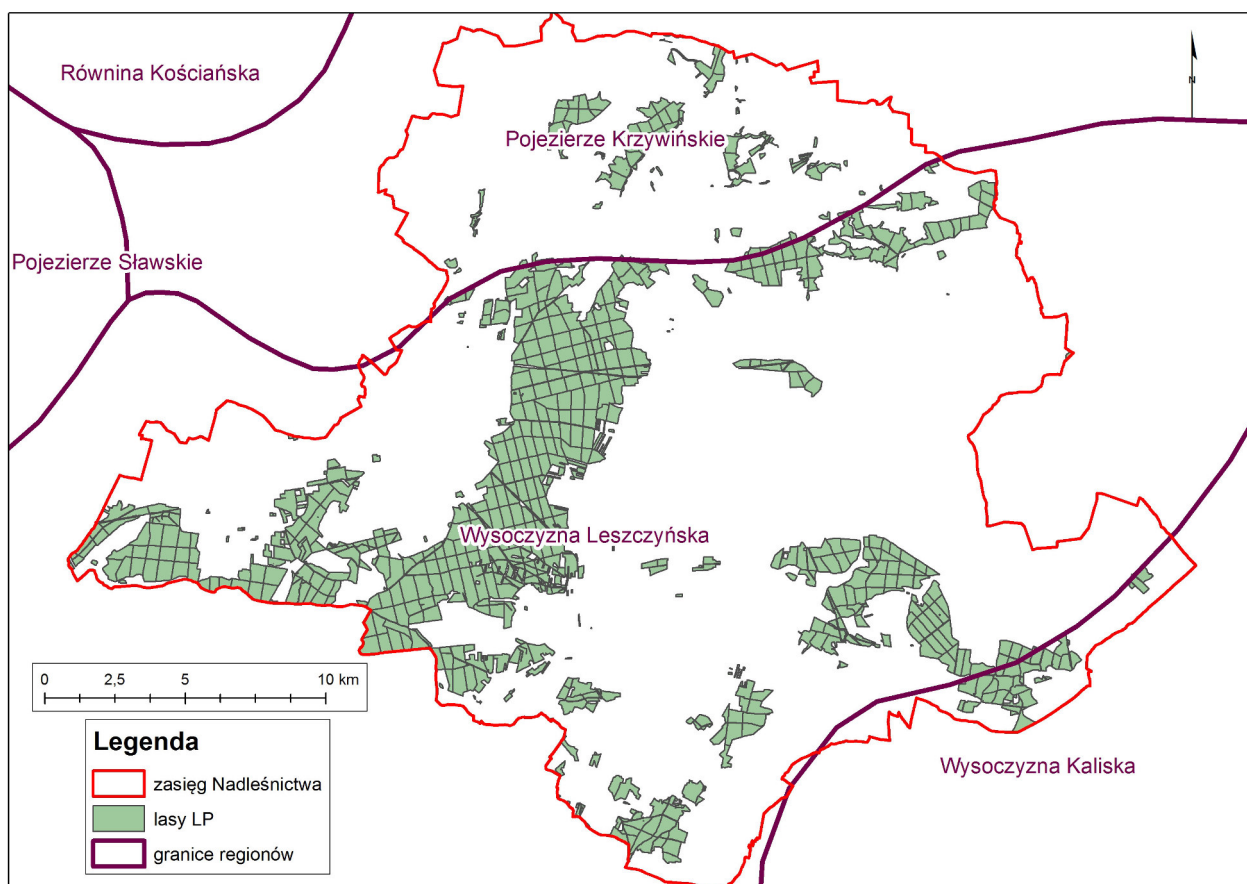 Równina Kościańska
N
Pojezierze Krzywińskie
Pojezierze Sławskie
Wysoczyzna Leszczyńska
0 2,5 5 10 km
Legenda
zasięg Nadleśnictwa
lasy LP
granice regionów
Wysoczyzna Kaliska